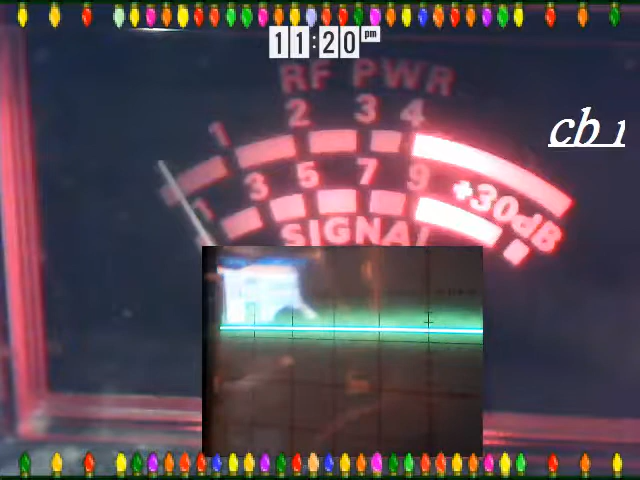 11:20 pm
RF PWR
1 2 3 4
cb 1
1 3 5 7 9 +30dB
SIGNAL